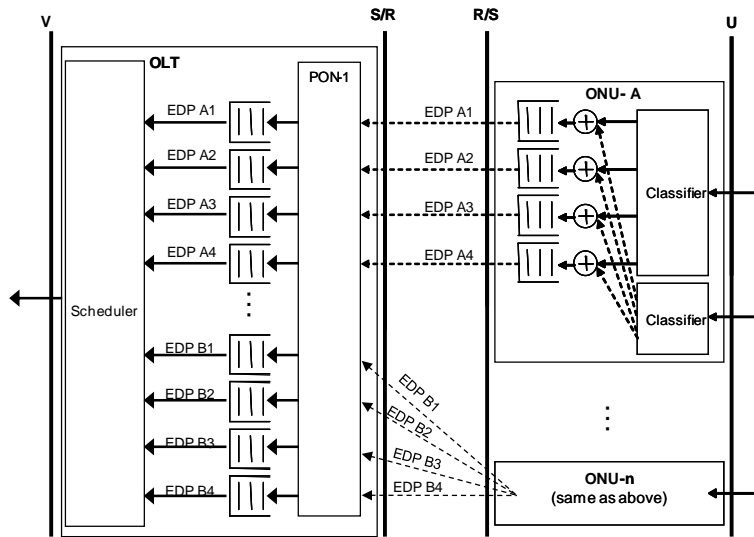 V
S/R
R/S
U
OLT
PON-1
ONU- A
EDP A1
EDP A1
EDP A2
EDP A2
EDP A3
EDP A3
EDP A4
EDP A4
Classifier
Classifier
Scheduler
EDP B1
EDP B1
EDP B2
EDP B2
EDP B3
EDP B3
EDP B4
EDP B4
ONU-n
(same as above)